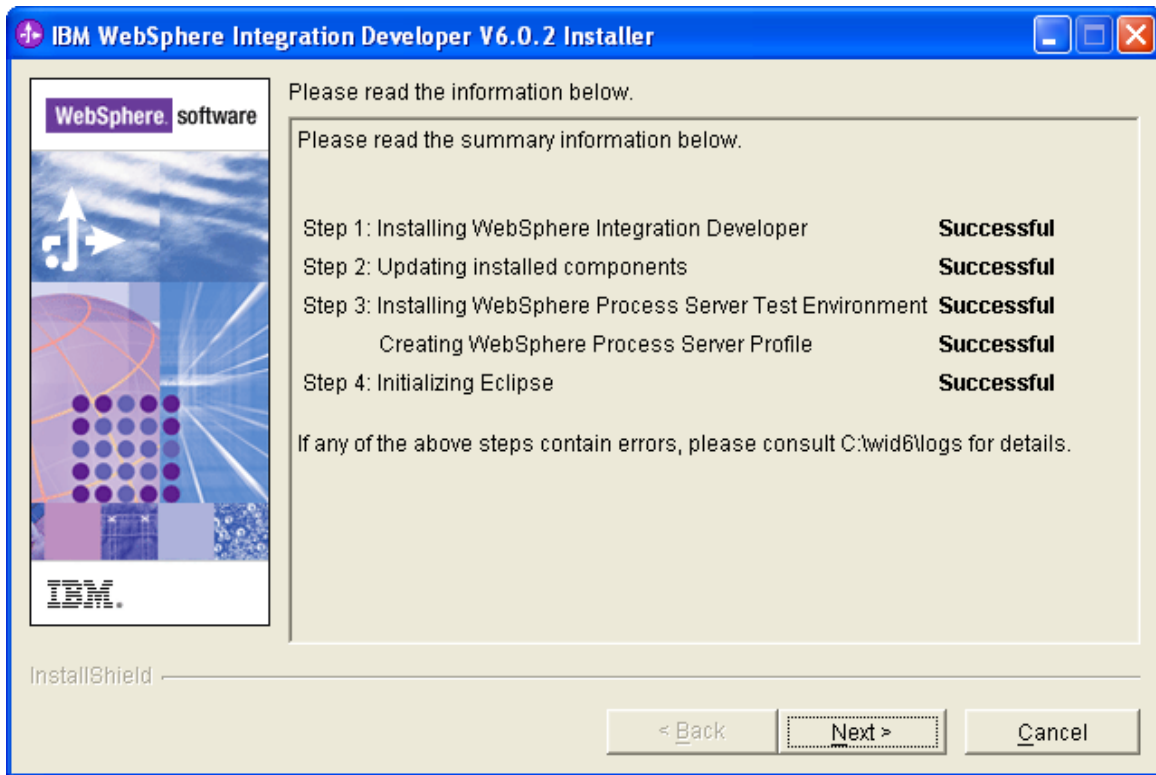 IBM WebSphere Integration Developer V6.0.2 Installer
WebSphere. software
Please read the information below.
Please read the summary information below.
Step 1: Installing WebSphere Integration Developer Successful
Step 2: Updating installed components Successful
Step 3: Installing WebSphere Process Server Test Environment Successful
Creating WebSphere Process Server Profile Successful
Step 4: Initializing Eclipse Successful
If any of the above steps contain errors, please consult C:\wid6\logs for details.
IBM.
InstallShield
< Back
Next >
Cancel